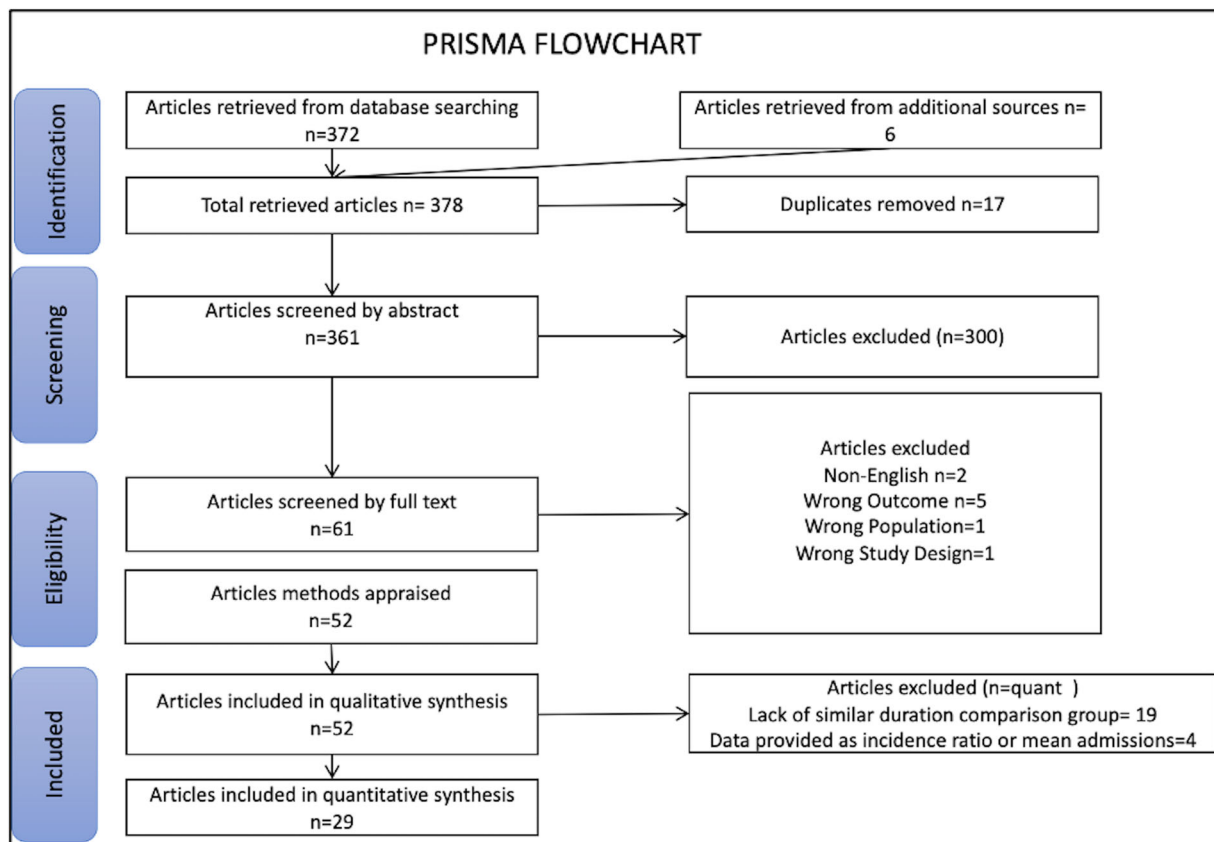 PRISMA FLOWCHART
Identification
Articles retrieved from database searching
n=372
Articles retrieved from additional sources n=
6
Total retrieved articles n= 378
Duplicates removed n=17
Screening
Articles screened by abstract
n=361
Articles excluded (n=300)
Eligibility
Articles screened by full text
n=61
Articles excluded
Non-English n=2
Wrong Outcome n=5
Wrong Population=1
Wrong Study Design=1
Articles methods appraised
n=52
Included
Articles included in qualitative synthesis
n=52
Articles excluded (n=quant )
Lack of similar duration comparison group= 19
Data provided as incidence ratio or mean admissions=4
Articles included in quantitative synthesis
n=29